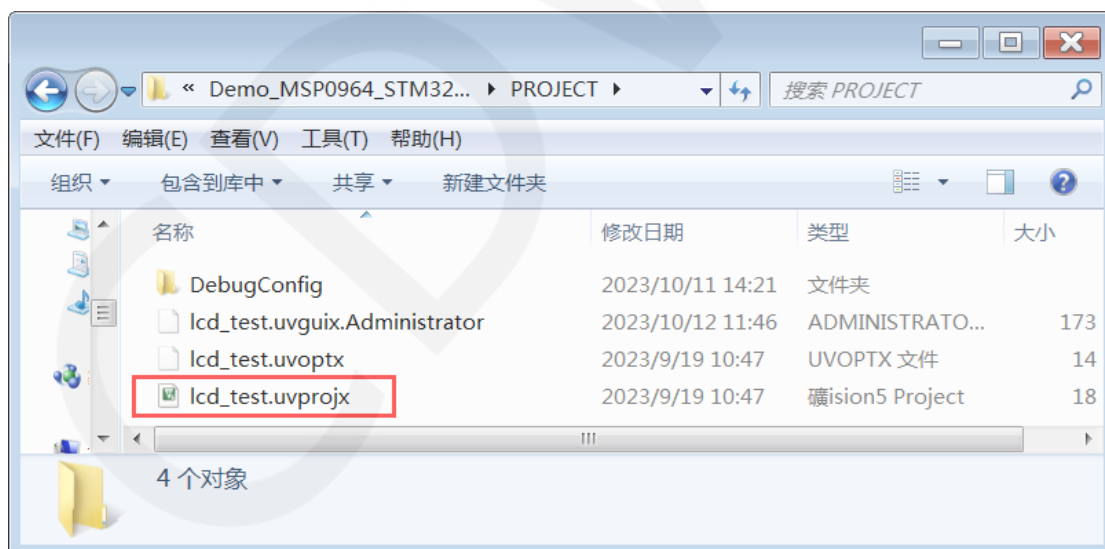 « Demo_MSP0964_STM32... ▸ PROJECT ▸ 搜索 PROJECT
文件(F) 编辑(E) 查看(V) 工具(T) 帮助(H)
组织 包含到库中 共享 新建文件夹
名称 修改日期 类型 大小
DebugConfig 2023/10/11 14:21 文件夹
lcd_test.uvguix.Administrator 2023/10/12 11:46 ADMINISTRATO... 173
lcd_test.uvoptx 2023/9/19 10:47 UVOPTX 文件 14
lcd_test.uvprojx 2023/9/19 10:47 礦ision5 Project 18
4 个对象